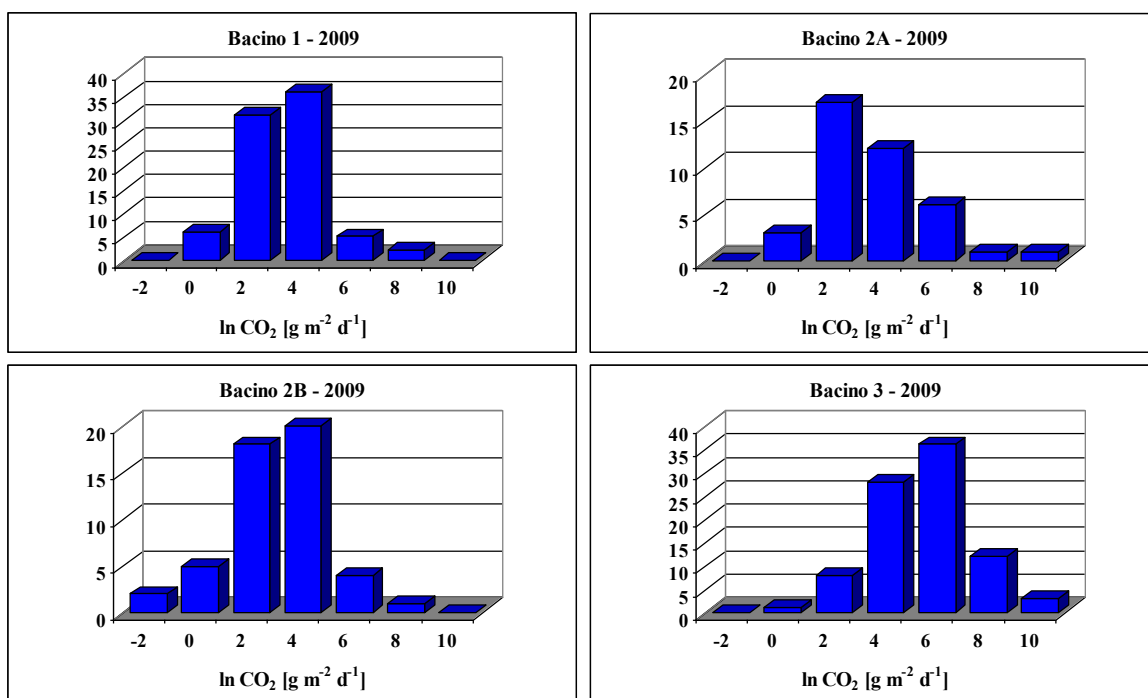 Bacino 1 - 2009
40
35
30
25
20
15
10
5
0
-2 0 2 4 6 8 10
ln CO₂ [g m⁻² d⁻¹]
Bacino 2A - 2009
20
15
10
5
0
-2 0 2 4 6 8 10
ln CO₂ [g m⁻² d⁻¹]
Bacino 2B - 2009
20
15
10
5
0
-2 0 2 4 6 8 10
ln CO₂ [g m⁻² d⁻¹]
Bacino 3 - 2009
40
35
30
25
20
15
10
5
0
-2 0 2 4 6 8 10
ln CO₂ [g m⁻² d⁻¹]